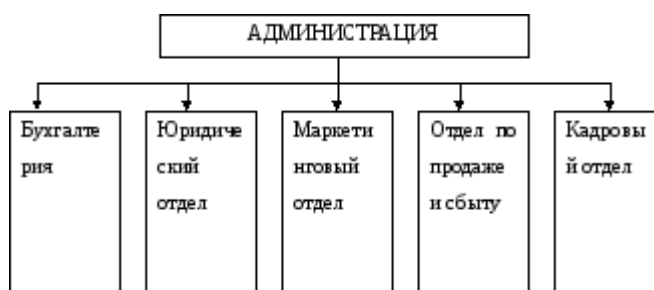 АДМИНИСТРАЦИЯ
Бухгалте
рия
Юридиче
ский
отдел
Маркети
нговый
отдел
Отдел по
продаже
и сбыту
Кадровы
й отдел